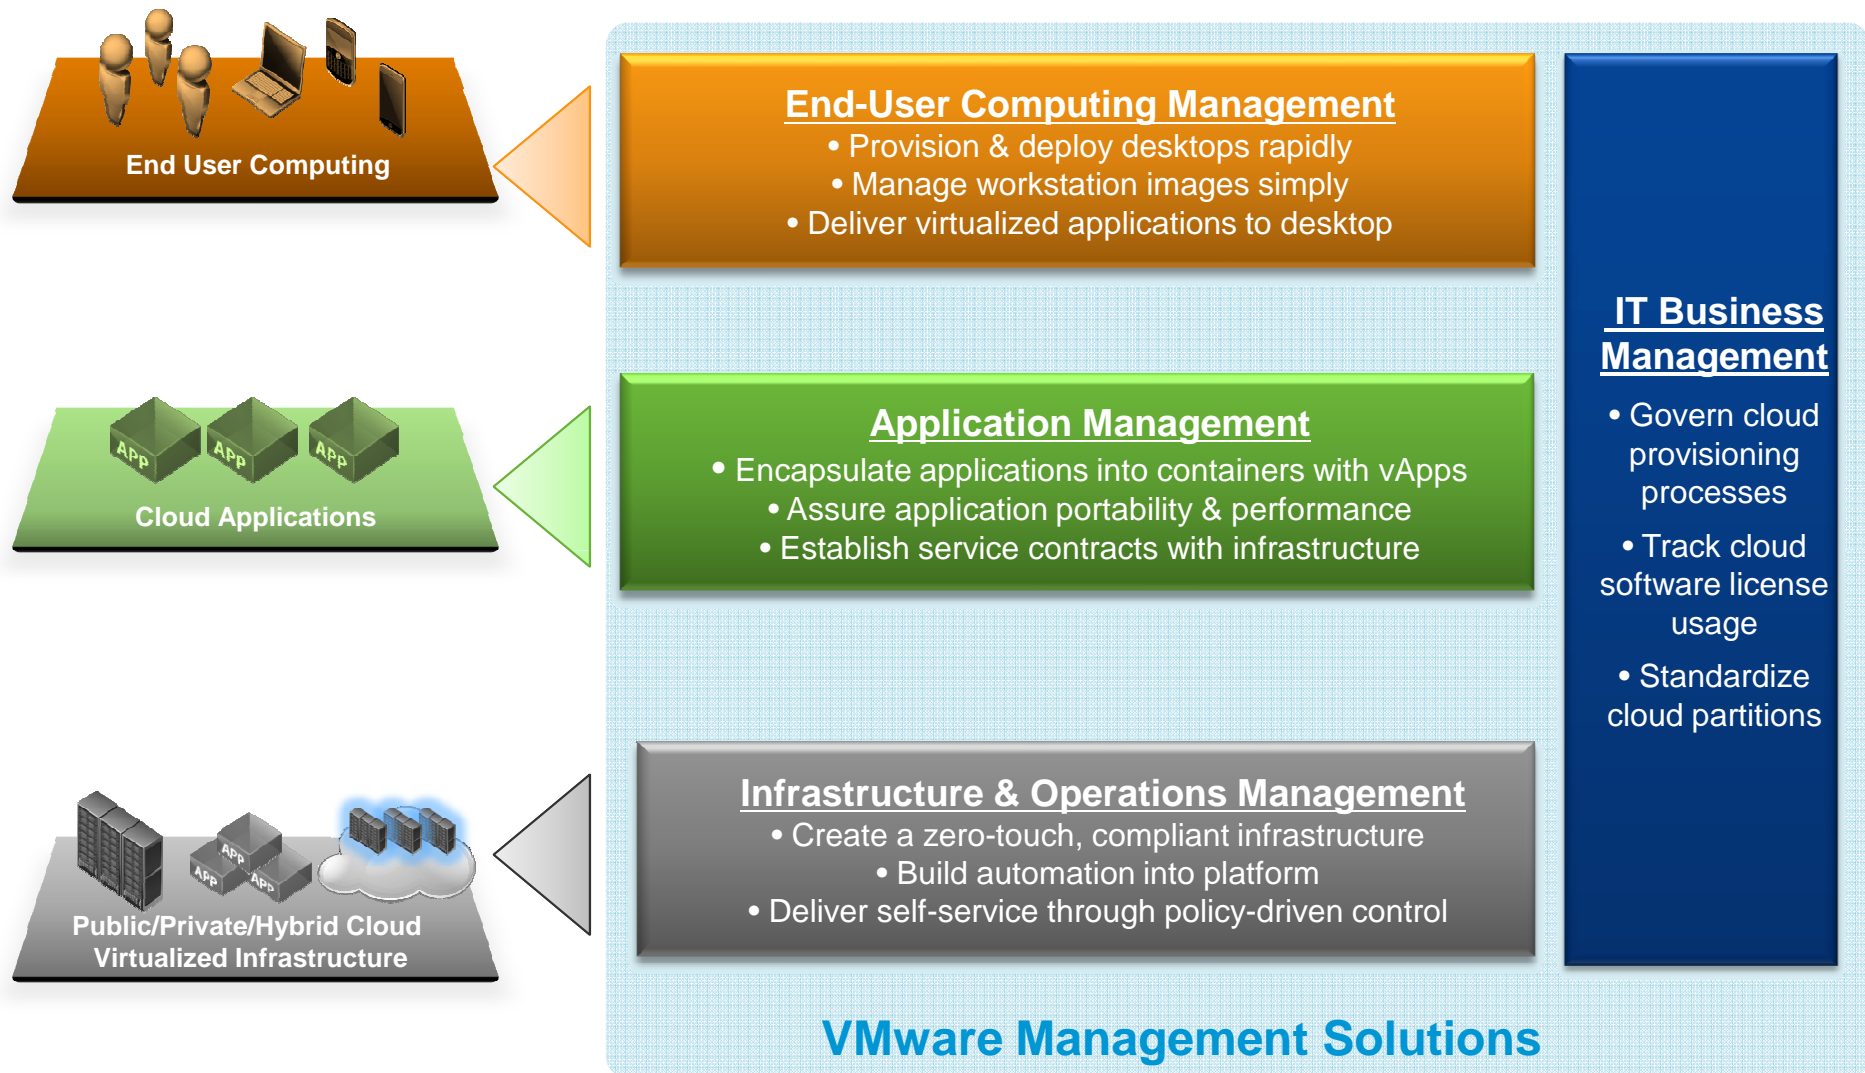 End User Computing
End-User Computing Management
• Provision & deploy desktops rapidly
• Manage workstation images simply
• Deliver virtualized applications to desktop
APP
APP
APP
Cloud Applications
Application Management
• Encapsulate applications into containers with vApps
• Assure application portability & performance
• Establish service contracts with infrastructure
APP
APP
APP
Public/Private/Hybrid Cloud
Virtualized Infrastructure
Infrastructure & Operations Management
• Create a zero-touch, compliant infrastructure
• Build automation into platform
• Deliver self-service through policy-driven control
IT Business
Management
• Govern cloud
provisioning
processes
• Track cloud
software license
usage
• Standardize
cloud partitions
VMware Management Solutions